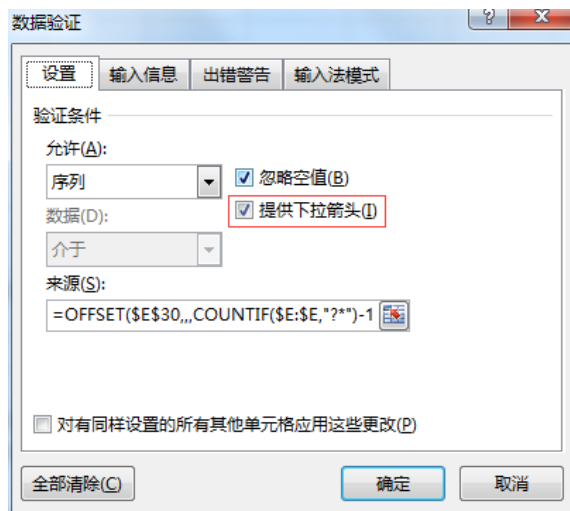 数据验证
设置 输入信息 出错警告 输入法模式
验证条件
允许(A):
序列 忽略空值(B)
提供下拉箭头(I)
数据(D):
介于
来源(S):
=OFFSET($E$30,,,COUNTIF($E:$E,"?*")-1
对有同样设置的所有其他单元格应用这些更改(P)
全部清除(C) 确定 取消